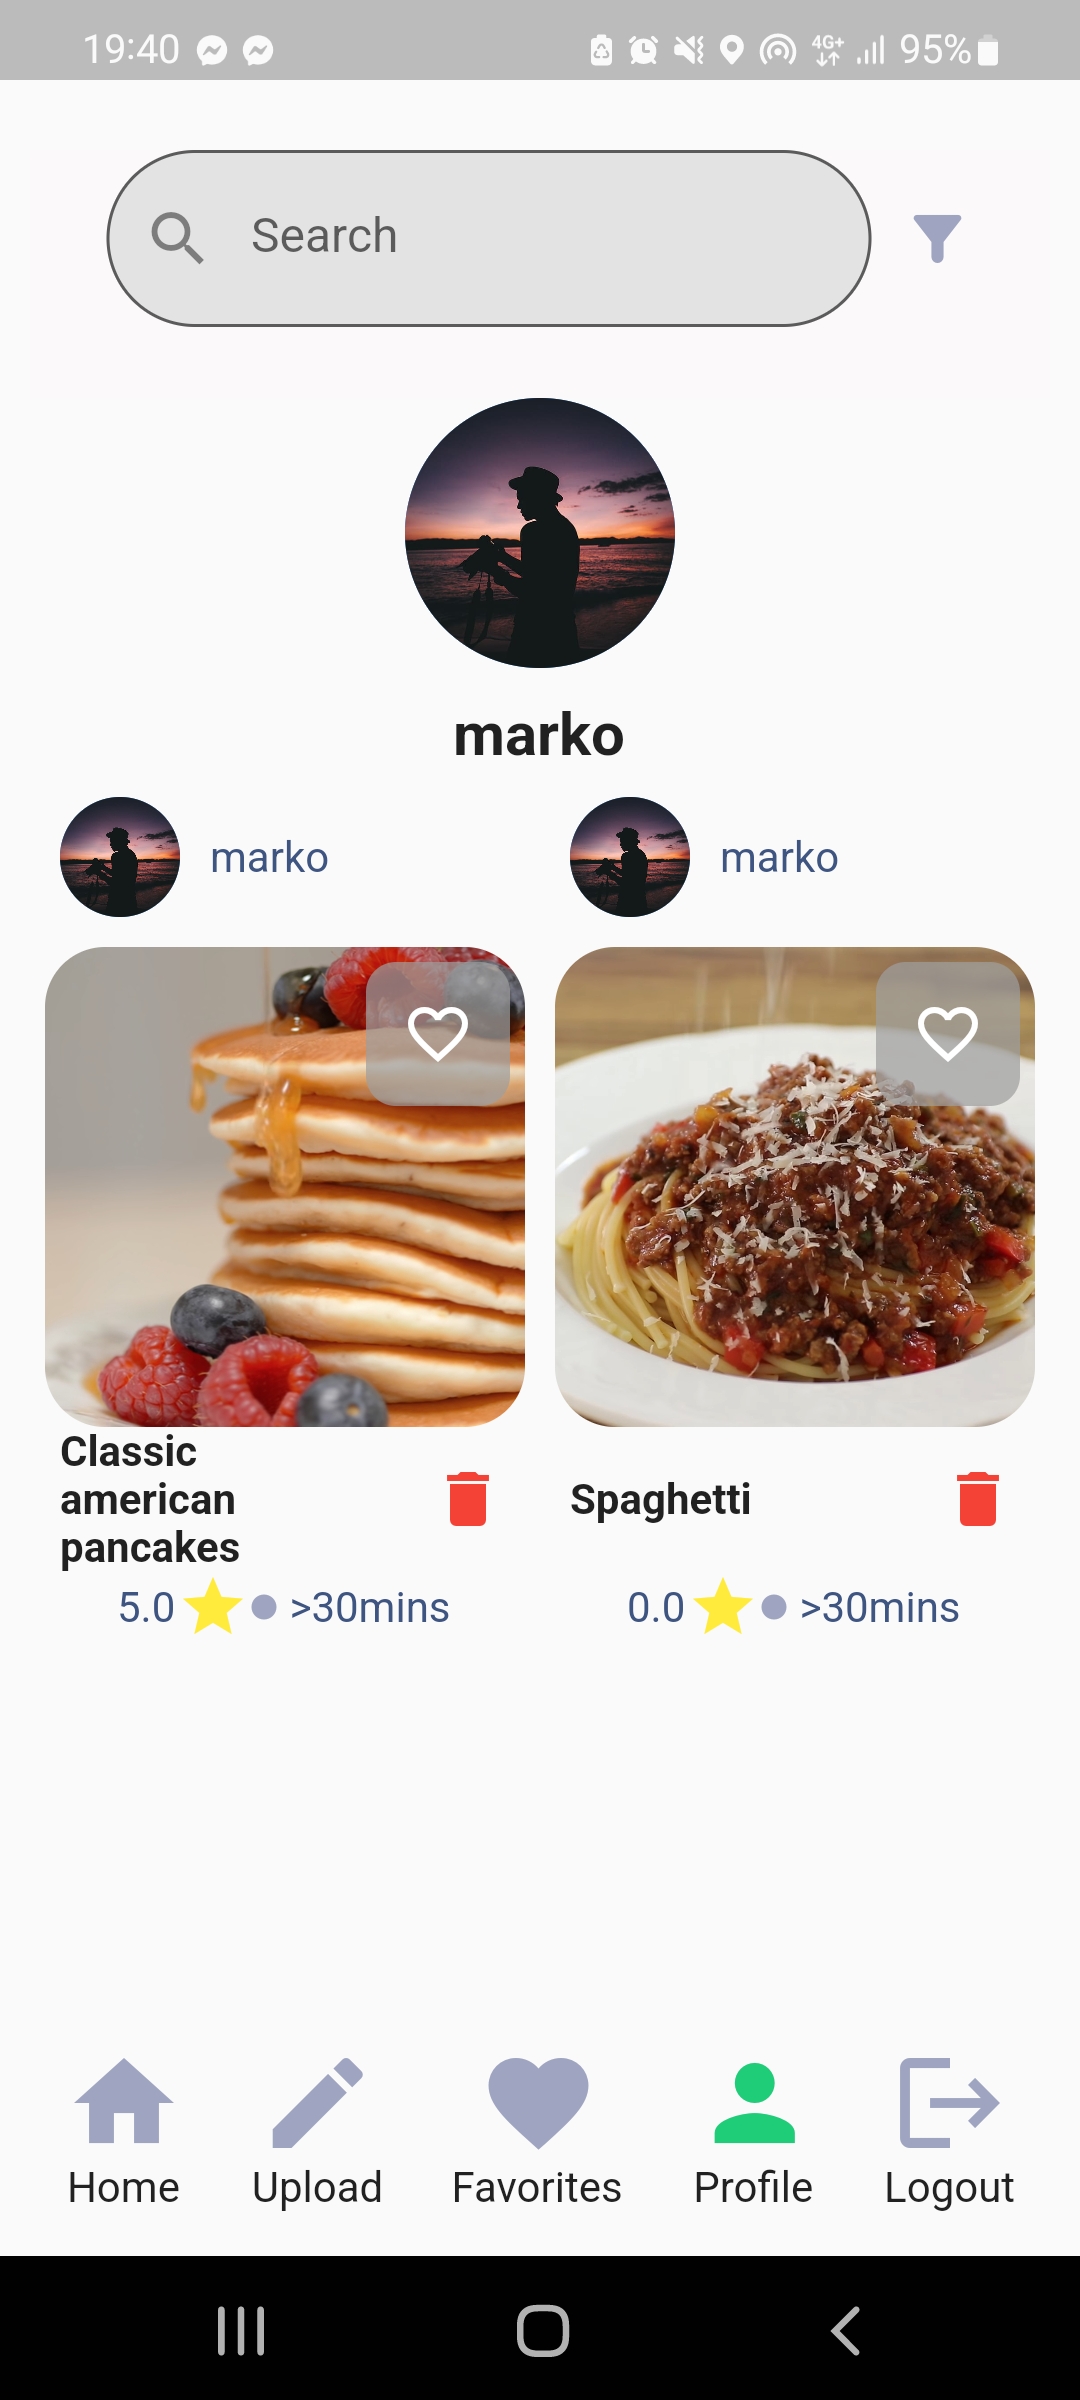 19:40
4G+
95%
Search
marko
marko
marko
Classic
american
pancakes
Spaghetti
5.0 >30mins
0.0 >30mins
Home
Upload
Favorites
Profile
Logout